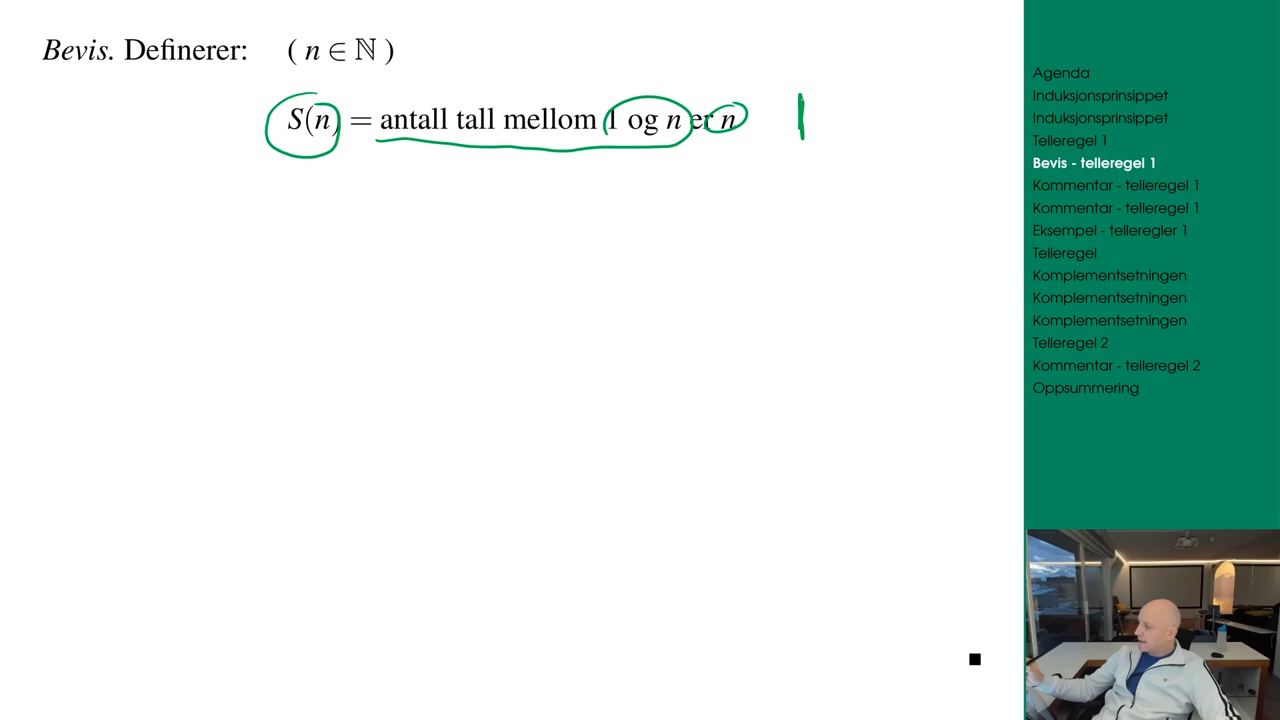 Bevis. Definerer: ( n ∈ ℕ )
S(n) = antall tall mellom 1 og n er n
Agenda
Induksjonsprinsippet
Induksjonsprinsippet
Telleregel 1
Bevis - telleregel 1
Kommentar - telleregel 1
Kommentar - telleregel 1
Eksempel - telleregler 1
Telleregel
Komplementsetningen
Komplementsetningen
Komplementsetningen
Telleregel 2
Kommentar - telleregel 2
Oppsummering